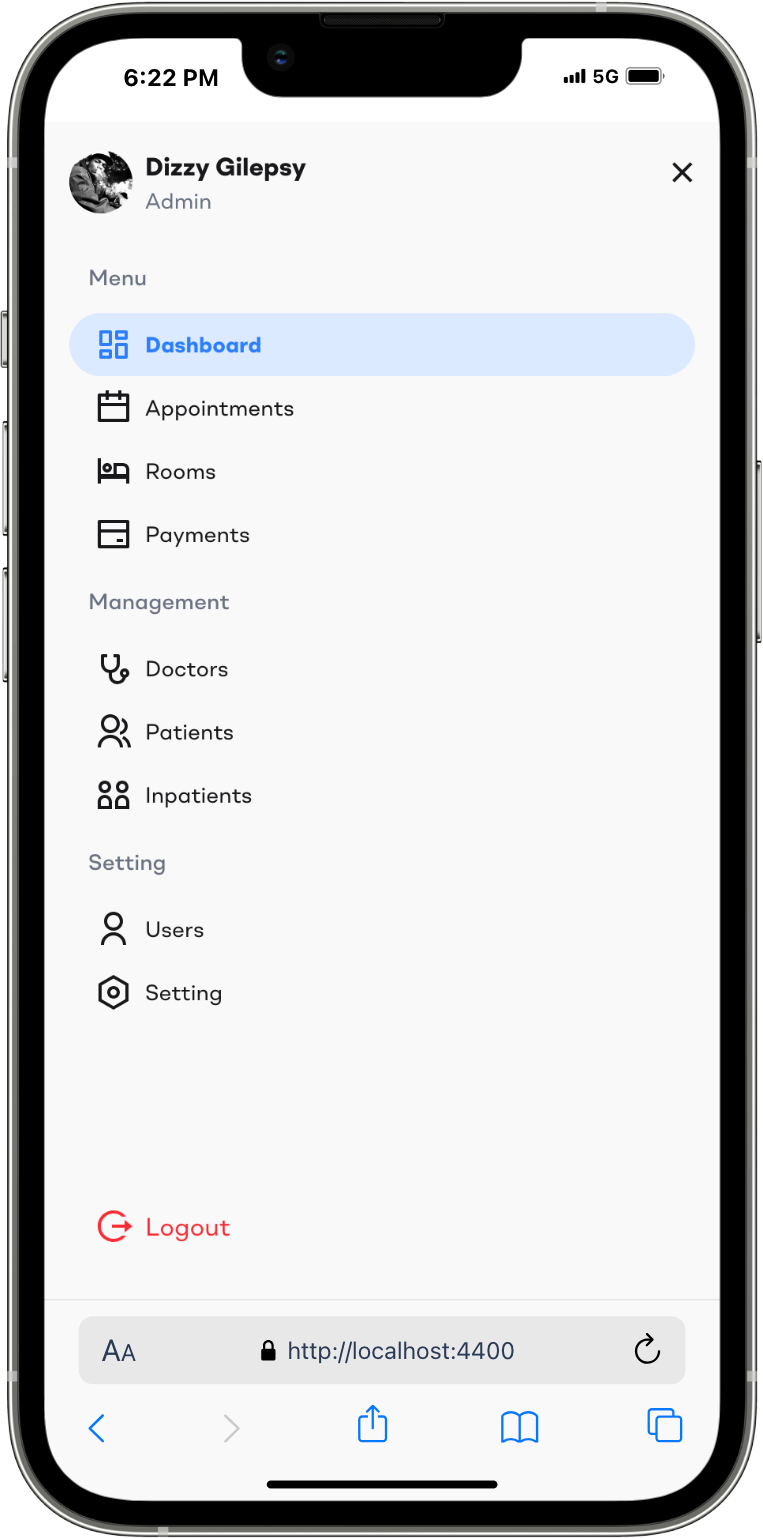 6:22 PM
5G
Dizzy Gilepsy
Admin
Menu
Dashboard
Appointments
Rooms
Payments
Management
Doctors
Patients
Inpatients
Setting
Users
Setting
Logout
AA
http://localhost:4400